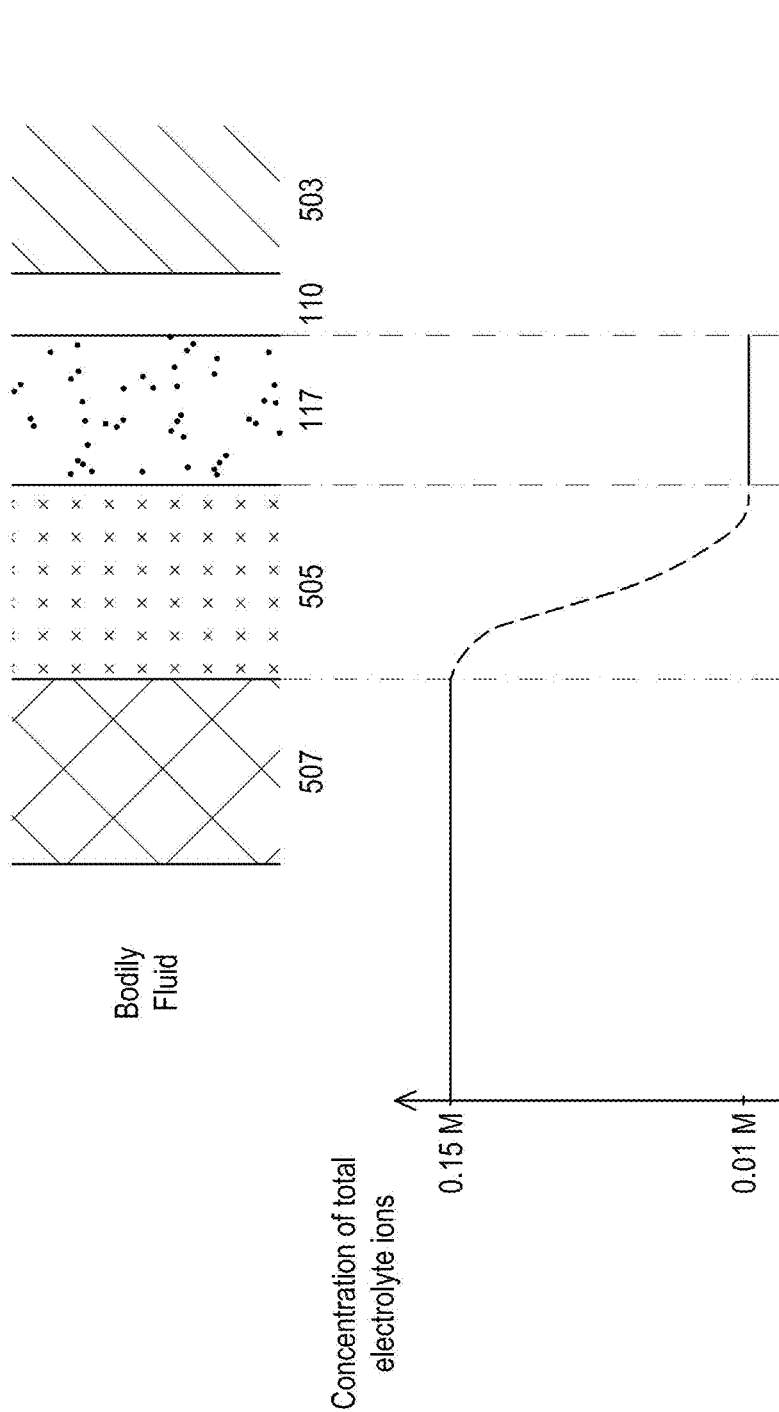 Bodily
Fluid
507
505
117
110
503
Concentration of total
electrolyte ions
0.15 M
0.01 M